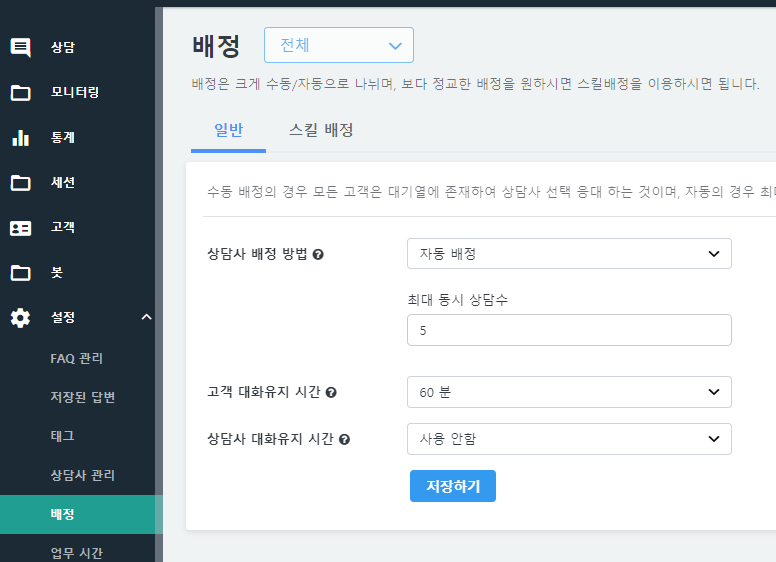 상담
모니터링
통계
세션
고객
봇
설정
FAQ 관리
저장된 답변
태그
상담사 관리
배정
업무 시간
배정
전체
배정은 크게 수동/자동으로 나뉘며, 보다 정교한 배정을 원하시면 스킬배정을 이용하시면 됩니다.
일반 스킬 배정
수동 배정의 경우 모든 고객은 대기열에 존재하여 상담사 선택 응대 하는 것이며, 자동의 경우 최대
상담사 배정 방법
자동 배정
최대 동시 상담수
5
고객 대화유지 시간
60 분
상담사 대화유지 시간
사용 안함
저장하기